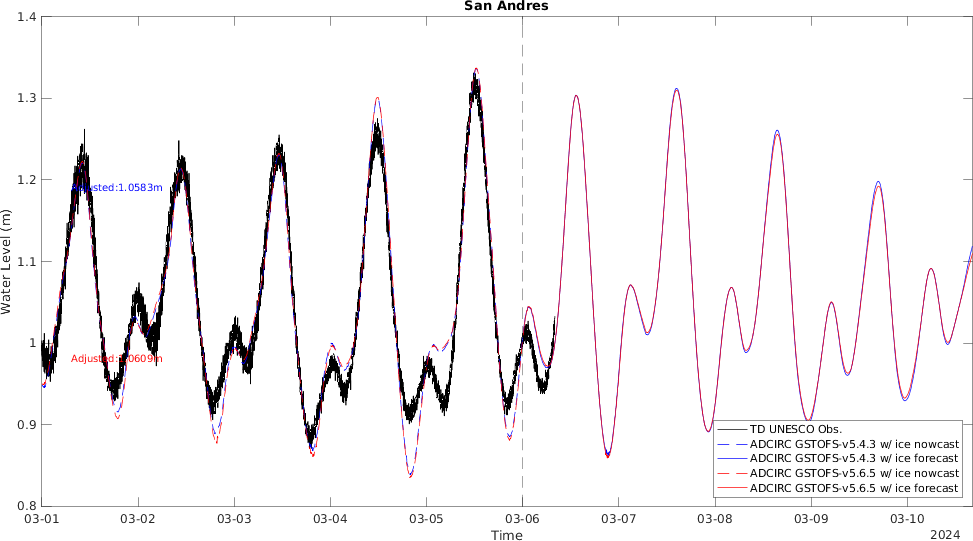 San Andres
1.4
1.3
1.2
1.1
1
0.9
0.8
Water Level (m)
Adjusted:1.0583m
Adjusted:1.0609m
TD UNESCO Obs.
ADCIRC GSTOFS-v5.4.3 w/ ice nowcast
ADCIRC GSTOFS-v5.4.3 w/ ice forecast
ADCIRC GSTOFS-v5.6.5 w/ ice nowcast
ADCIRC GSTOFS-v5.6.5 w/ ice forecast
03-01 03-02 03-03 03-04 03-05 03-06 03-07 03-08 03-09 03-10
Time
2024